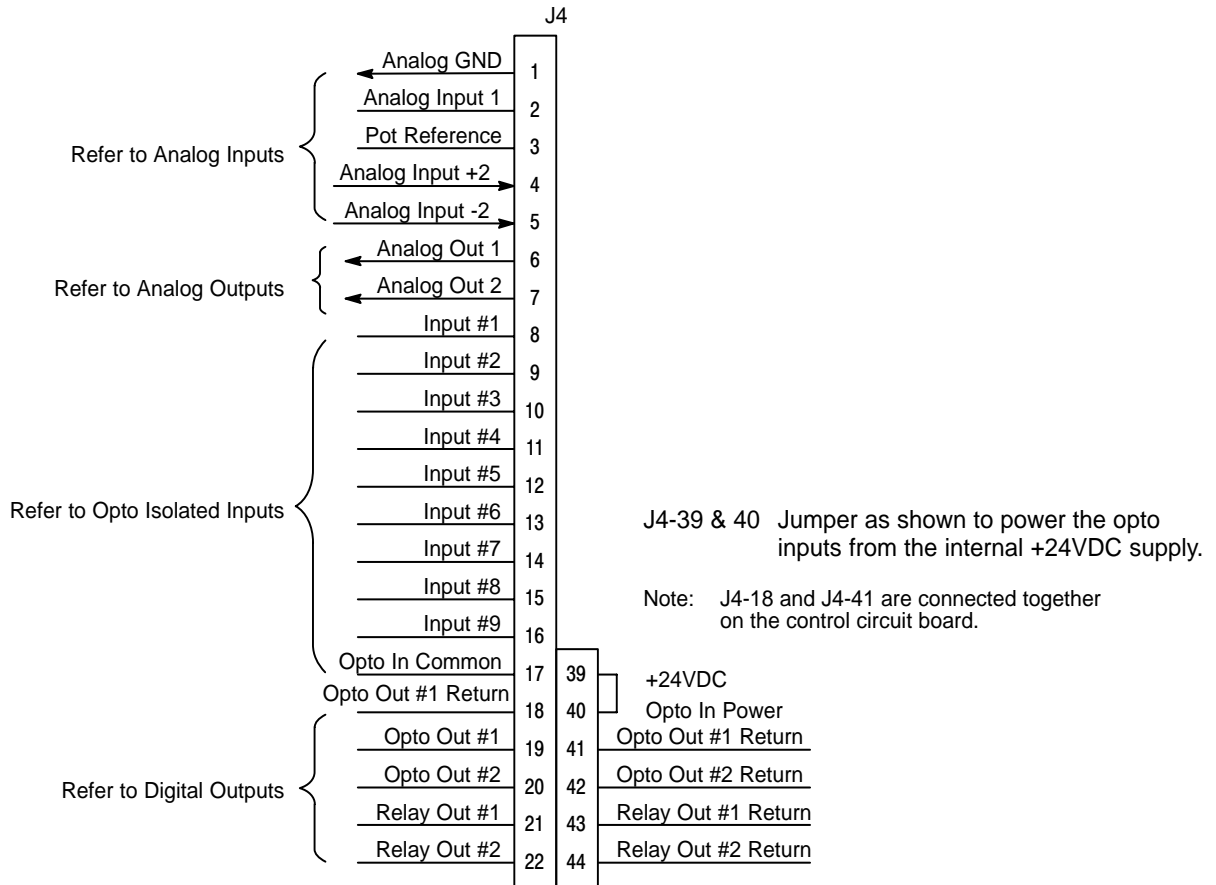 J4
Analog GND 1
Analog Input 1 2
Pot Reference 3
Refer to Analog Inputs
Analog Input +2 4
Analog Input -2 5
Analog Out 1 6
Refer to Analog Outputs
Analog Out 2 7
Input #1 8
Input #2 9
Input #3 10
Input #4 11
Input #5 12
Refer to Opto Isolated Inputs
Input #6 13
Input #7 14
Input #8 15
Input #9 16
J4-39 & 40 Jumper as shown to power the opto
inputs from the internal +24VDC supply.
Note: J4-18 and J4-41 are connected together
on the control circuit board.
Opto In Common 17 39 +24VDC
Opto Out #1 Return 18 40 Opto In Power
Opto Out #1 19 41 Opto Out #1 Return
Refer to Digital Outputs
Opto Out #2 20 42 Opto Out #2 Return
Relay Out #1 21 43 Relay Out #1 Return
Relay Out #2 22 44 Relay Out #2 Return